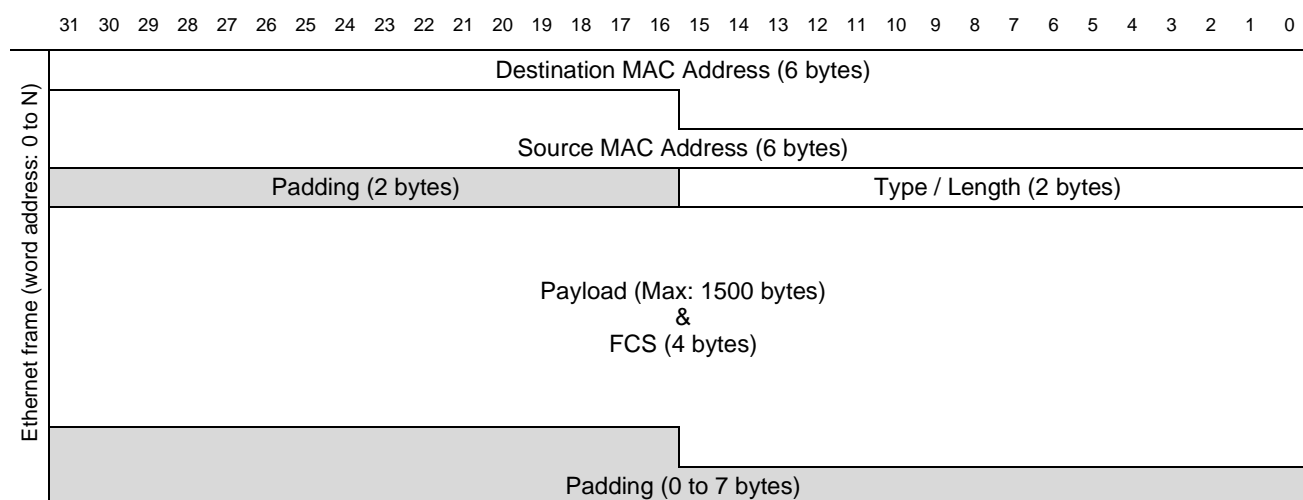 31 30 29 28 27 26 25 24 23 22 21 20 19 18 17 16 15 14 13 12 11 10 9 8 7 6 5 4 3 2 1 0
Ethernet frame (word address: 0 to N)
Destination MAC Address (6 bytes)
Source MAC Address (6 bytes)
Padding (2 bytes) Type / Length (2 bytes)
Payload (Max: 1500 bytes)
&
FCS (4 bytes)
Padding (0 to 7 bytes)